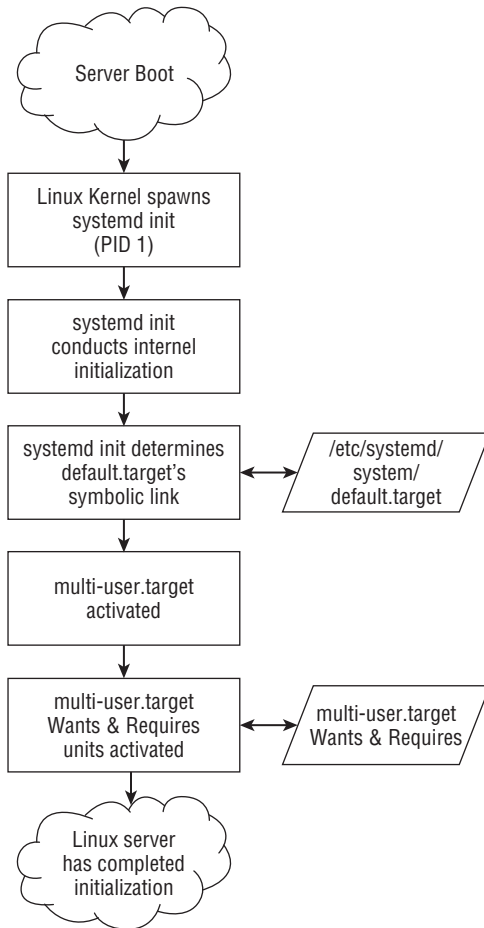 Server Boot
Linux Kernel spawns
systemd init
(PID 1)
systemd init
conducts internel
initialization
systemd init determines
default.target's
symbolic link
/etc/systemd/
system/
default.target
multi-user.target
activated
multi-user.target
Wants & Requires
units activated
multi-user.target
Wants & Requires
Linux server
has completed
initialization